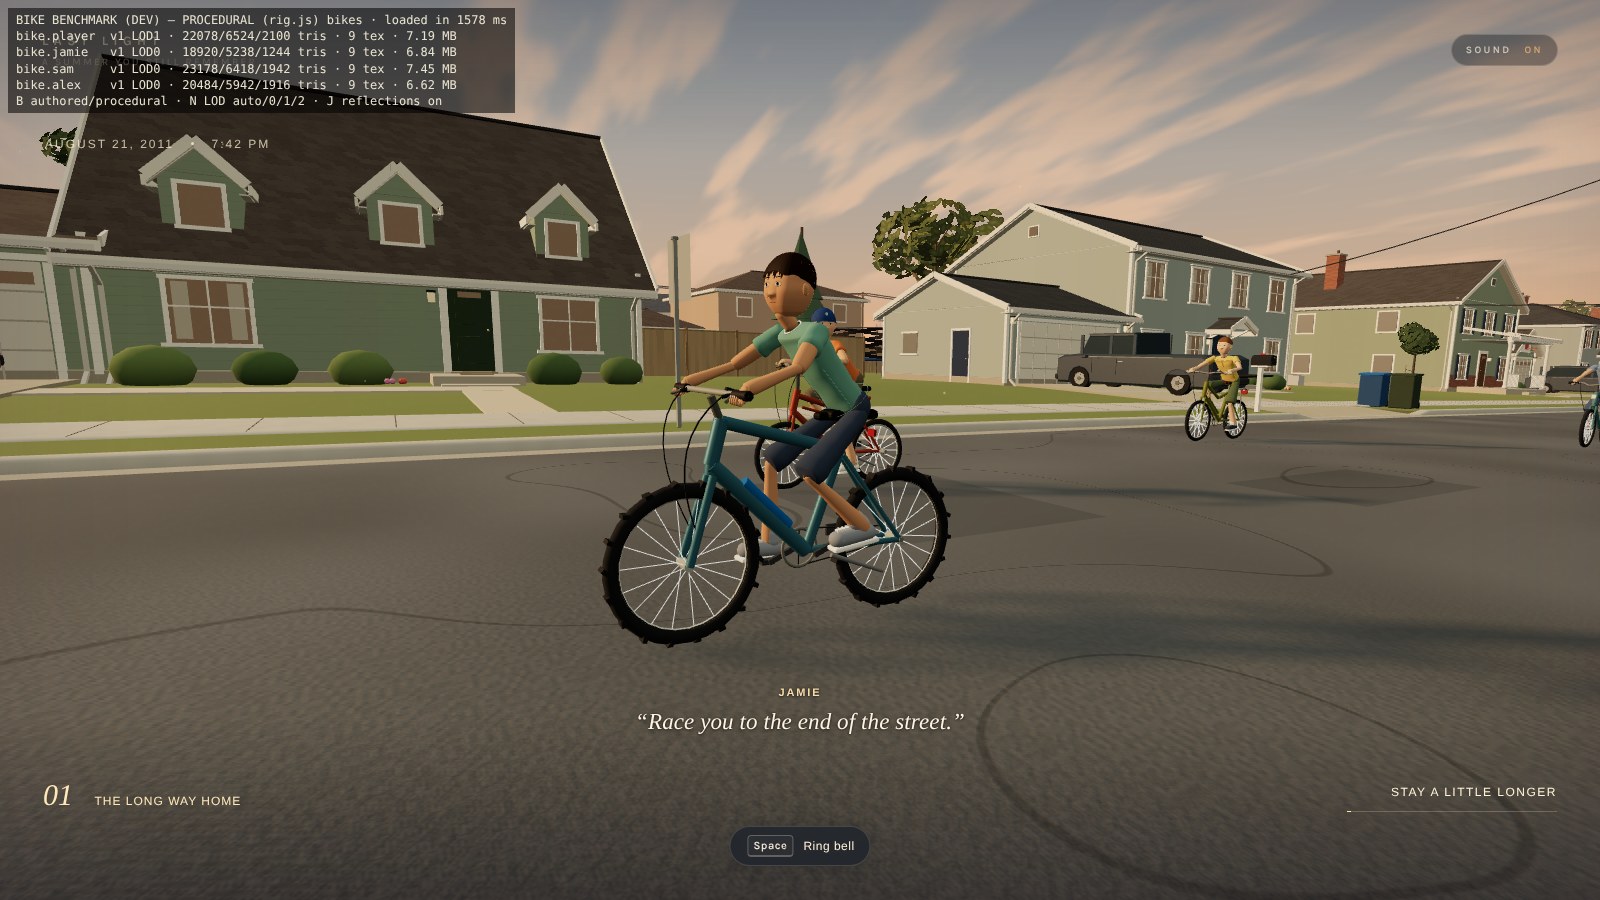 BIKE BENCHMARK (DEV) — PROCEDURAL (rig.js) bikes · loaded in 1578 ms
bike.player v1 LOD1 · 22078/6524/2100 tris · 9 tex · 7.19 MB
bike.jamie v1 LOD0 · 18920/5238/1244 tris · 9 tex · 6.84 MB
bike.sam v1 LOD0 · 23178/6418/1942 tris · 9 tex · 7.45 MB
bike.alex v1 LOD0 · 20484/5942/1916 tris · 9 tex · 6.62 MB
B authored/procedural · N LOD auto/0/1/2 · J reflections on
SOUND ON
AUGUST 21, 2011 • 7:42 PM
JAMIE
“Race you to the end of the street.”
01 THE LONG WAY HOME
STAY A LITTLE LONGER
Space Ring bell